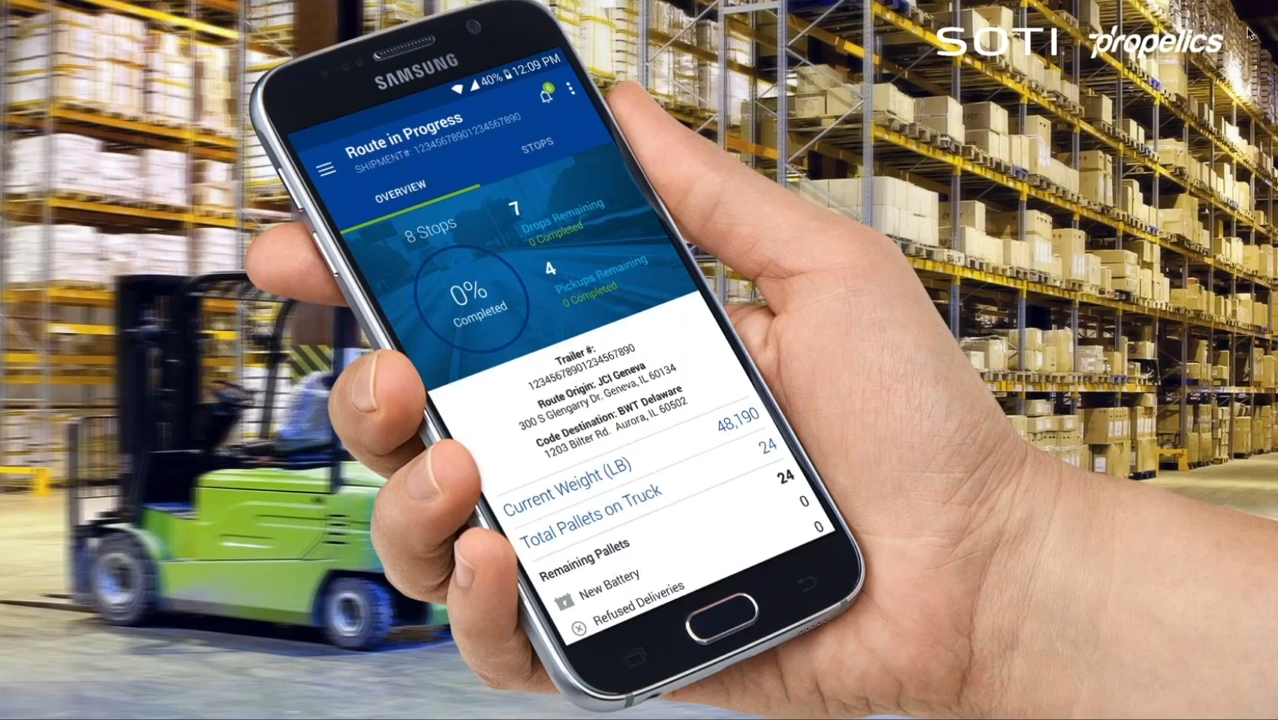 SOTI propelics
SAMSUNG
40% 12:09 PM
Route in Progress
6
SHIPMENT#: 12345678901234567890
OVERVIEW
STOPS
8 Stops
0%
Completed
7
Drops Remaining
0 Completed
4
Pickups Remaining
0 Completed
Trailer #:
12345678901234567890
Route Origin: JCI Geneva
300 S Glengarry Dr. Geneva, IL 60134
Code Destination: BWT Delaware
1203 Bilter Rd. Aurora, IL 60502
Current Weight (LB) 48,190
Total Pallets on Truck 24
Remaining Pallets 24
New Battery 0
Refused Deliveries 0